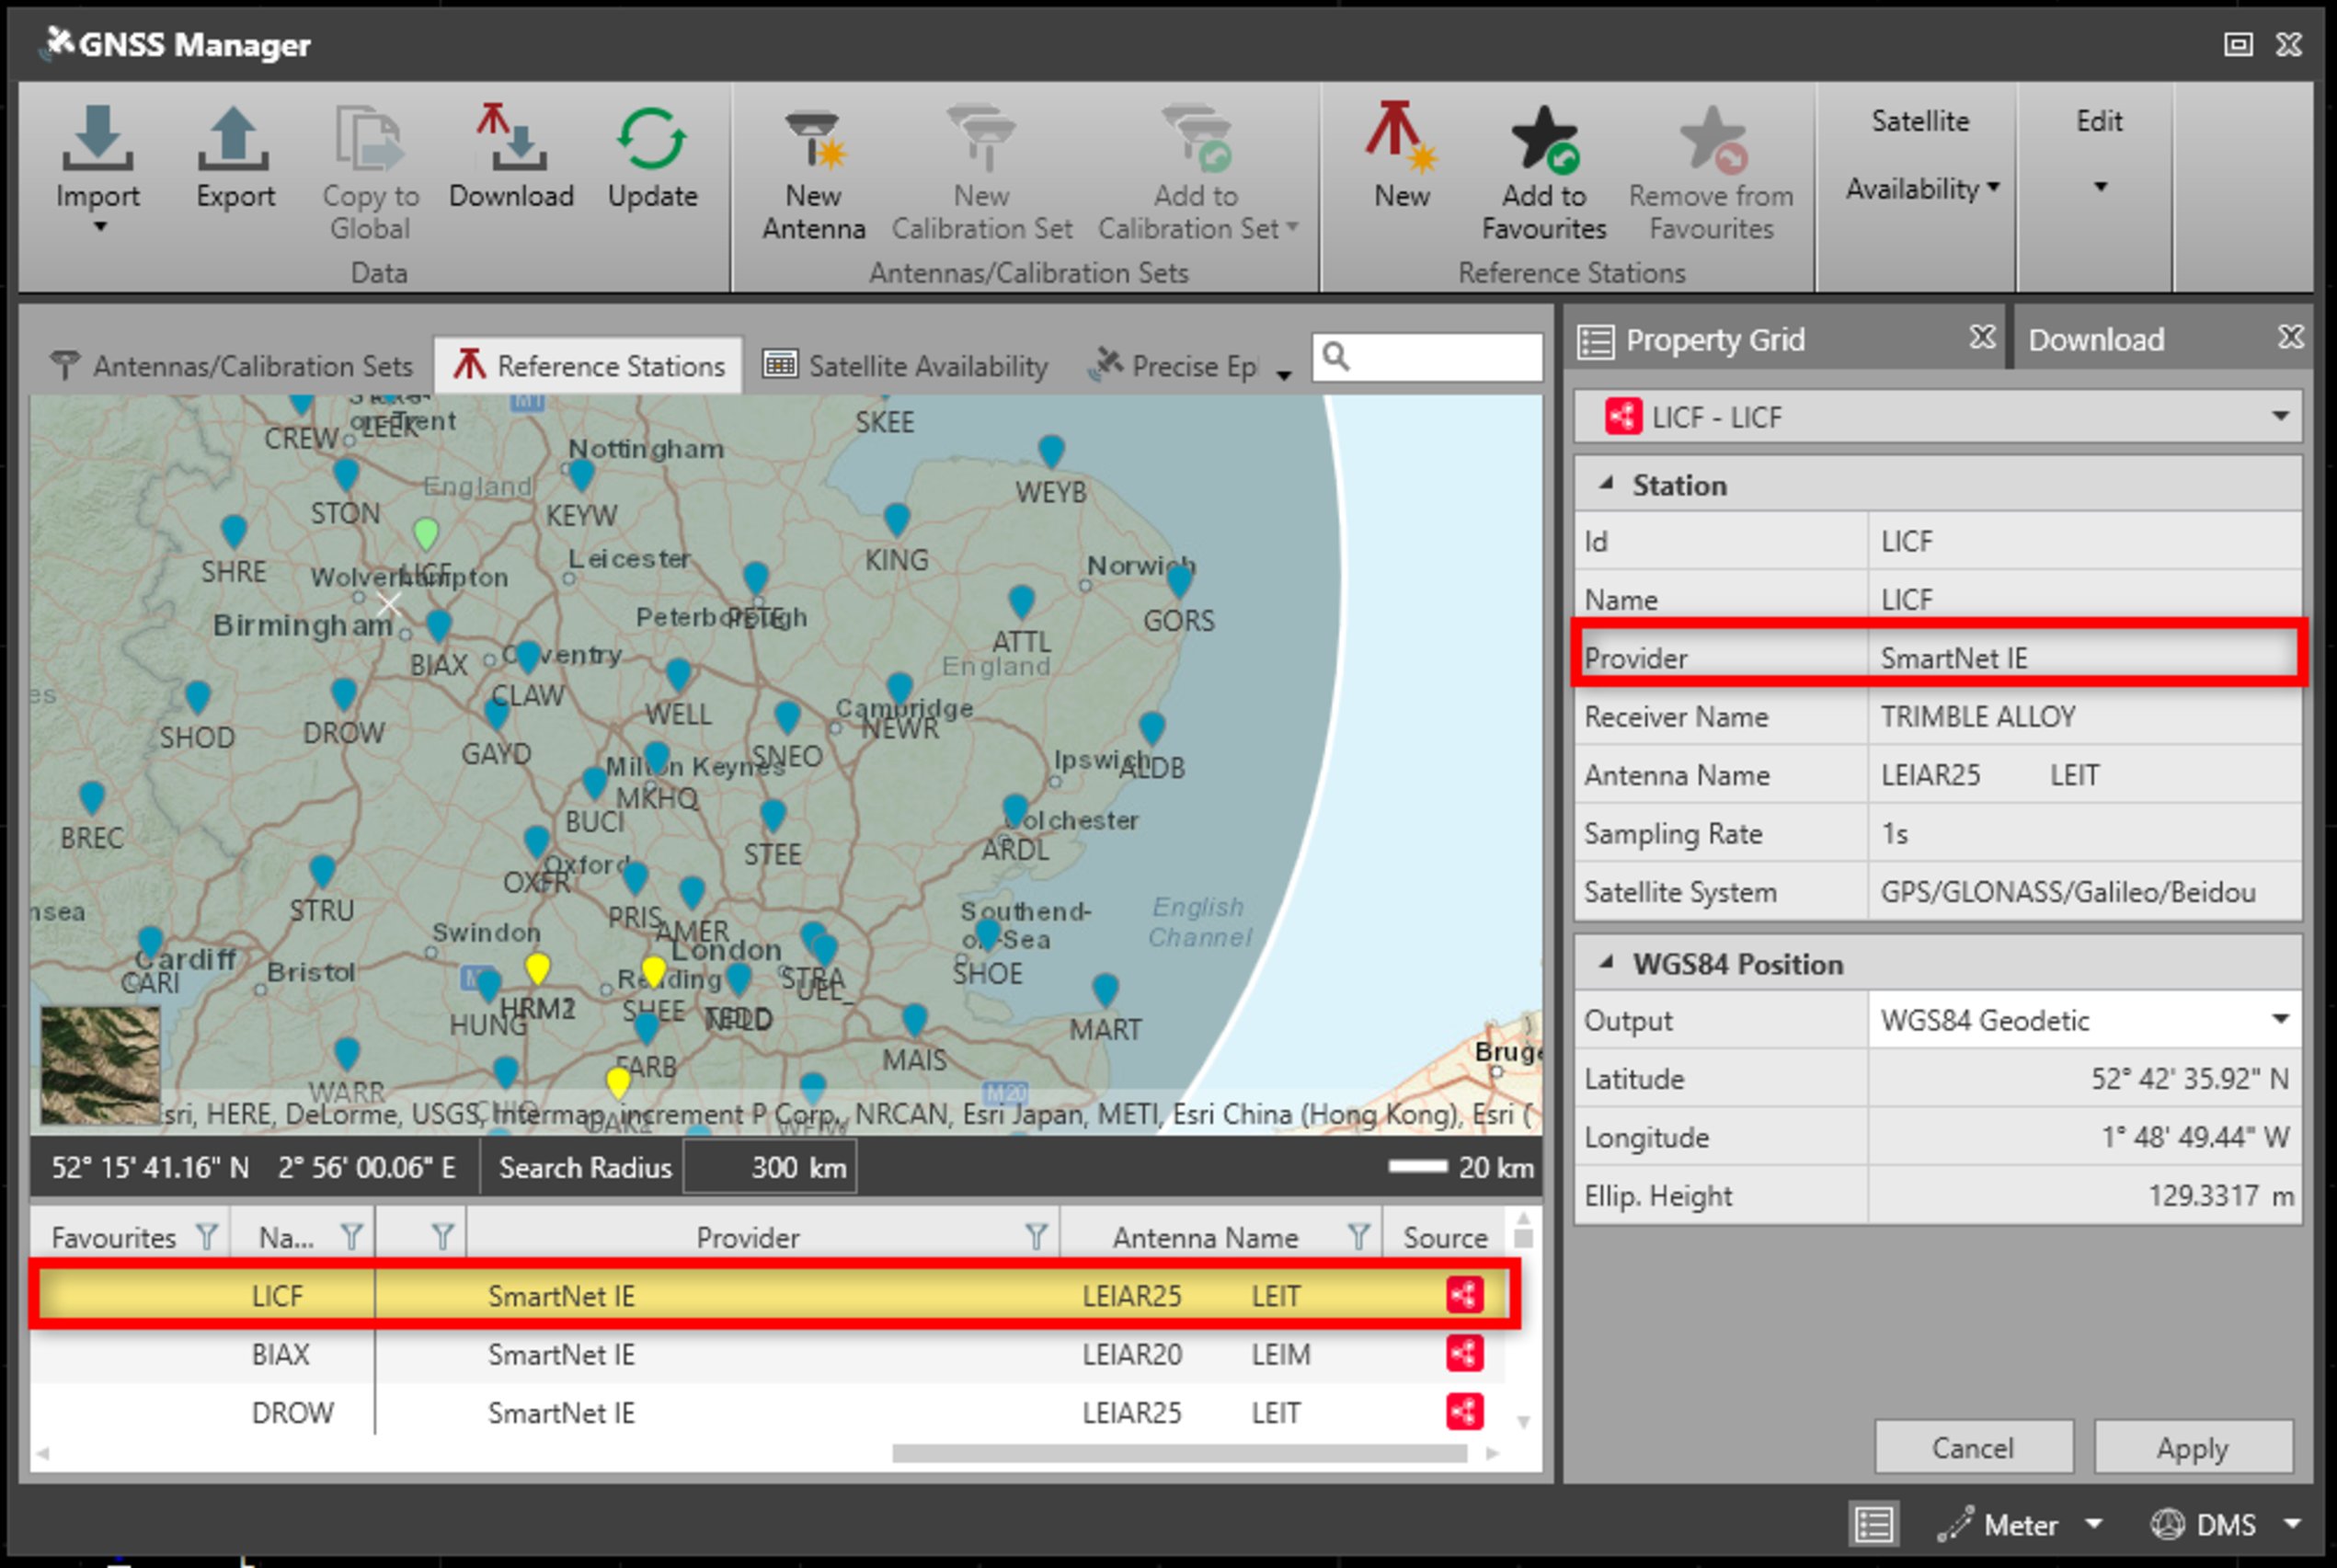 GNSS Manager
Import
Export
Copy to
Global
Download
Update
Data
New
Antenna
New
Calibration Set
Add to
Calibration Set
Antennas/Calibration Sets
New
Add to
Favourites
Remove from
Favourites
Reference Stations
Satellite
Availability
Edit
Antennas/Calibration Sets
Reference Stations
Satellite Availability
Precise Ep
on-Trent
M1
CREW
LEEK
SKEE
Nottingham
WEYB
England
STON
KEYW
SHRE
KING
Leicester
Norwich
Wolverhampton
LICF
Peterborough
PETE
GORS
Birmingham
ATTL
BIAX
Coventry
England
CLAW
SHOD
DROW
WELL
Cambridge
NEWR
GAYD
SNEO
Milton Keynes
Ipswich
ALDB
MKHQ
BUCI
BREC
Colchester
STEE
ARDL
Oxford
OXFR
STRU
PRIS
AMER
Swindon
Southend-
on-Sea
English
Channel
London
Cardiff
CARI
Bristol
Reading
STRA
UEL_
SHOE
HUNG
SHEE
NPLD
MART
FARB
MAIS
Bruge
WARR
M20
sri, HERE, DeLorme, USGS, Intermap, increment P Corp., NRCAN, Esri Japan, METI, Esri China (Hong Kong), Esri (
52° 15' 41.16" N 2° 56' 00.06" E Search Radius 300 km 20 km
Favourites Na... Provider Antenna Name Source
LICF SmartNet IE LEIAR25 LEIT
BIAX SmartNet IE LEIAR20 LEIM
DROW SmartNet IE LEIAR25 LEIT
Property Grid
Download
LICF - LICF
Station
Id LICF
Name LICF
Provider SmartNet IE
Receiver Name TRIMBLE ALLOY
Antenna Name LEIAR25 LEIT
Sampling Rate 1s
Satellite System GPS/GLONASS/Galileo/Beidou
WGS84 Position
Output WGS84 Geodetic
Latitude 52° 42' 35.92" N
Longitude 1° 48' 49.44" W
Ellip. Height 129.3317 m
Cancel
Apply
Meter
DMS